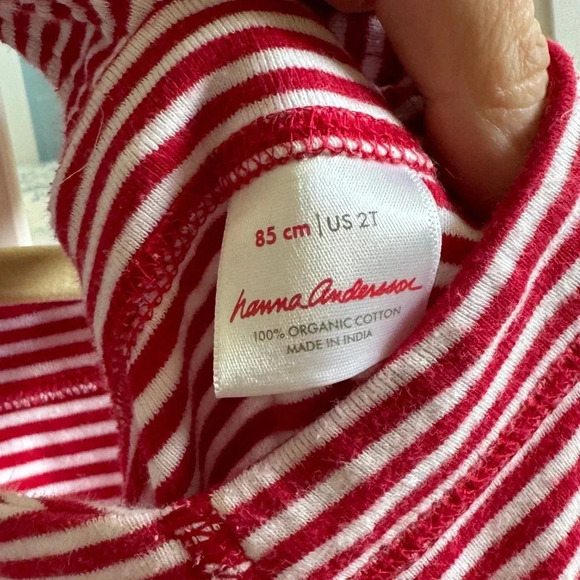 85 cm | US 2T
hanna andersson
100% ORGANIC COTTON
MADE IN INDIA